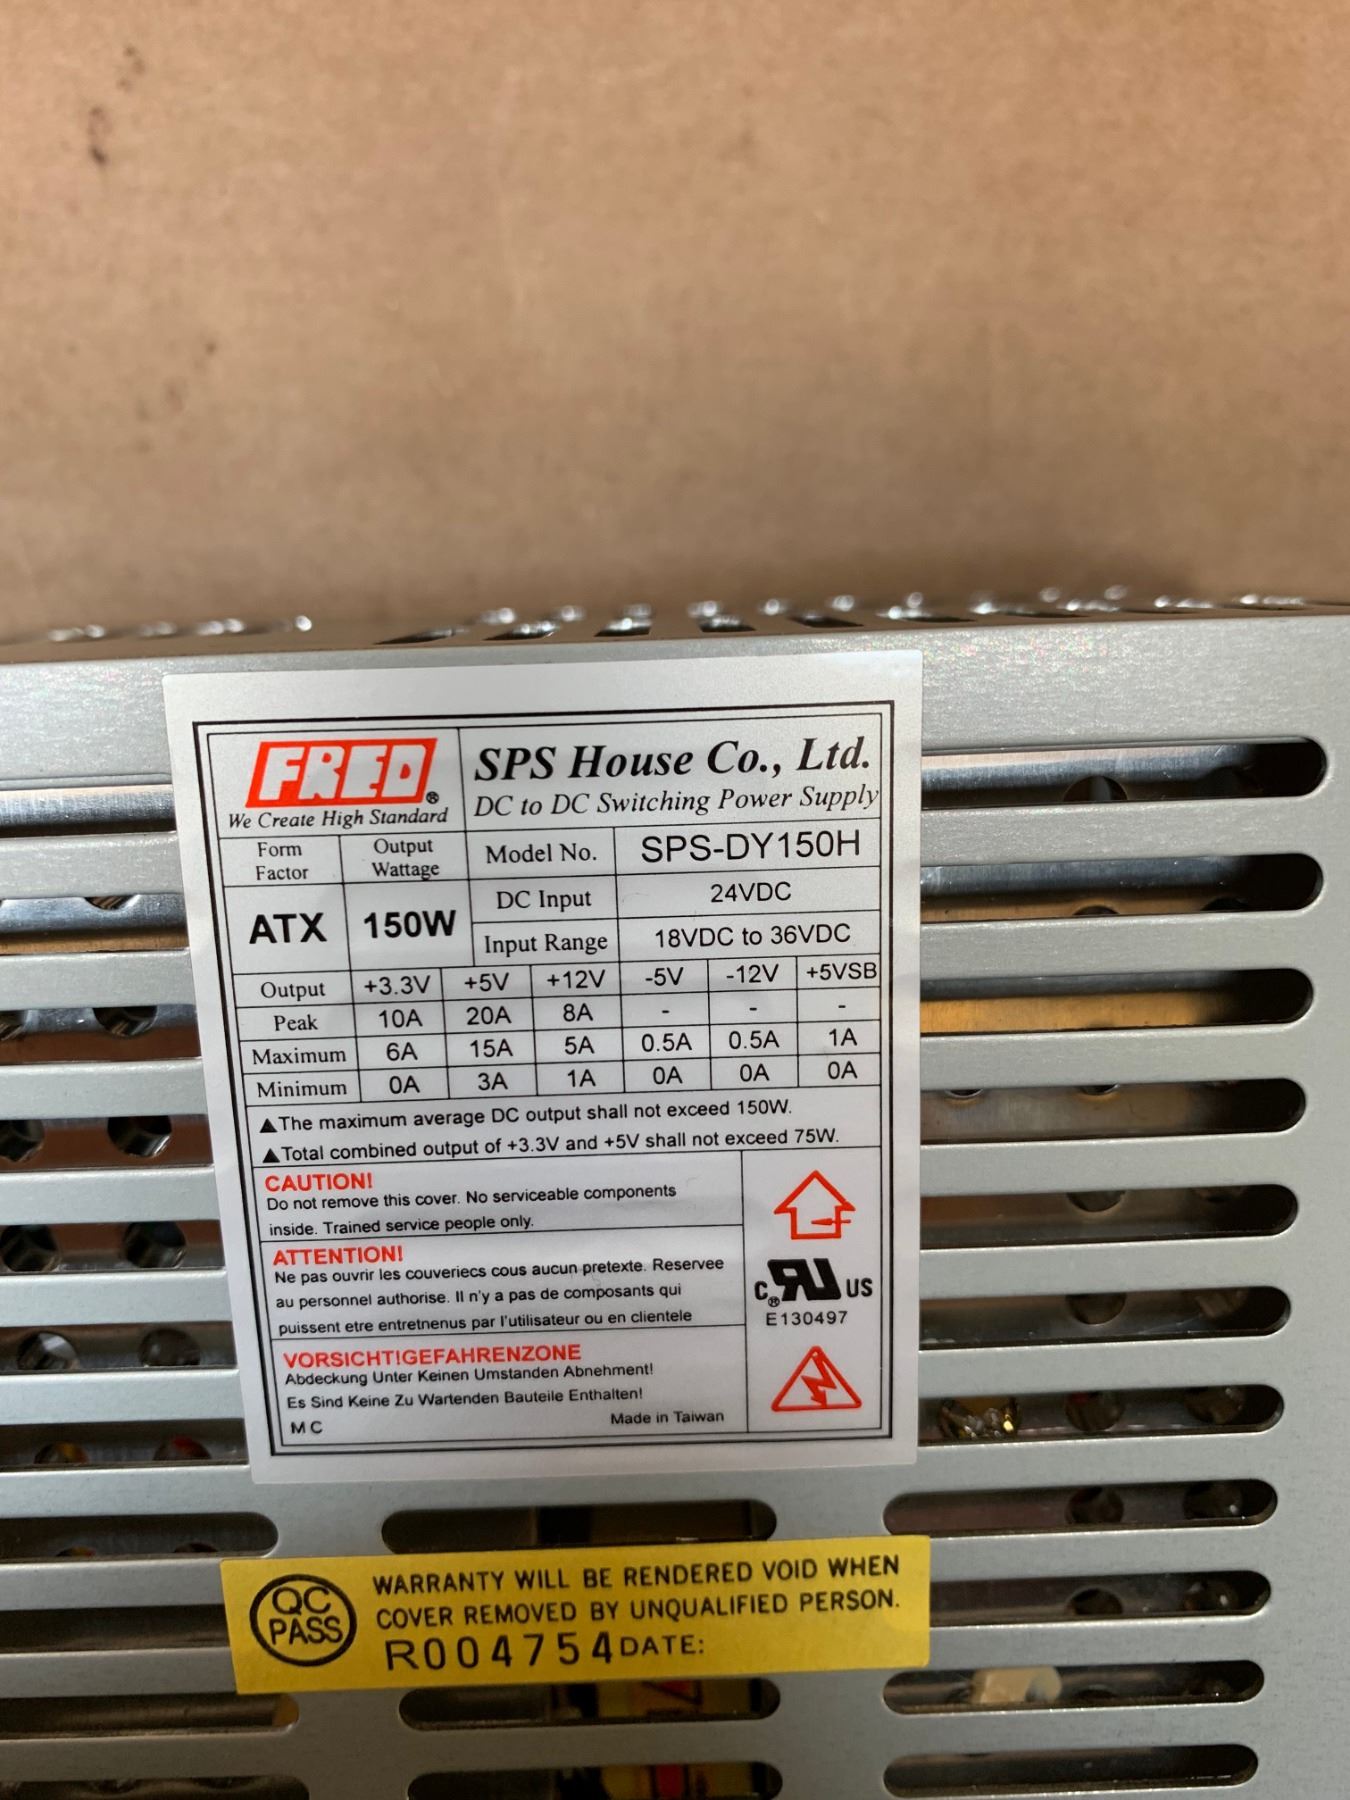 FRED®
We Create High Standard
SPS House Co., Ltd.
DC to DC Switching Power Supply
Form Factor
Output Wattage
Model No. SPS-DY150H
ATX
150W
DC Input 24VDC
Input Range 18VDC to 36VDC
Output +3.3V +5V +12V -5V -12V +5VSB
Peak 10A 20A 8A - - -
Maximum 6A 15A 5A 0.5A 0.5A 1A
Minimum 0A 3A 1A 0A 0A 0A
▲The maximum average DC output shall not exceed 150W.
▲Total combined output of +3.3V and +5V shall not exceed 75W.
CAUTION!
Do not remove this cover. No serviceable components
inside. Trained service people only.
ATTENTION!
Ne pas ouvrir les couveriecs cous aucun pretexte. Reservee
au personnel authorise. Il n'y a pas de composants qui
puissent etre entretnenus par l'utilisateur ou en clientele
VORSICHT!GEFAHRENZONE
Abdeckung Unter Keinen Umstanden Abnehment!
Es Sind Keine Zu Wartenden Bauteile Enthalten!
MC
Made in Taiwan
C RU ® US
E130497
QC PASS
WARRANTY WILL BE RENDERED VOID WHEN
COVER REMOVED BY UNQUALIFIED PERSON.
R004754 DATE: